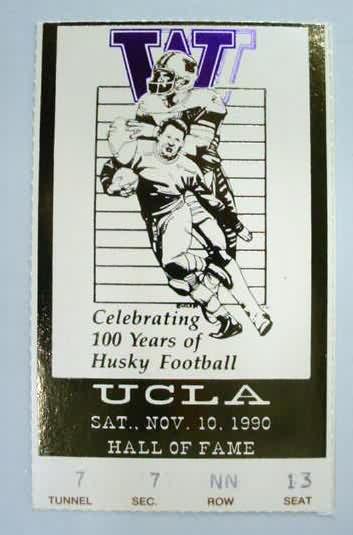 W
Celebrating
100 Years of
Husky Football
UCLA
SAT., NOV. 10, 1990
HALL OF FAME
7 7 NN 13
TUNNEL SEC. ROW SEAT